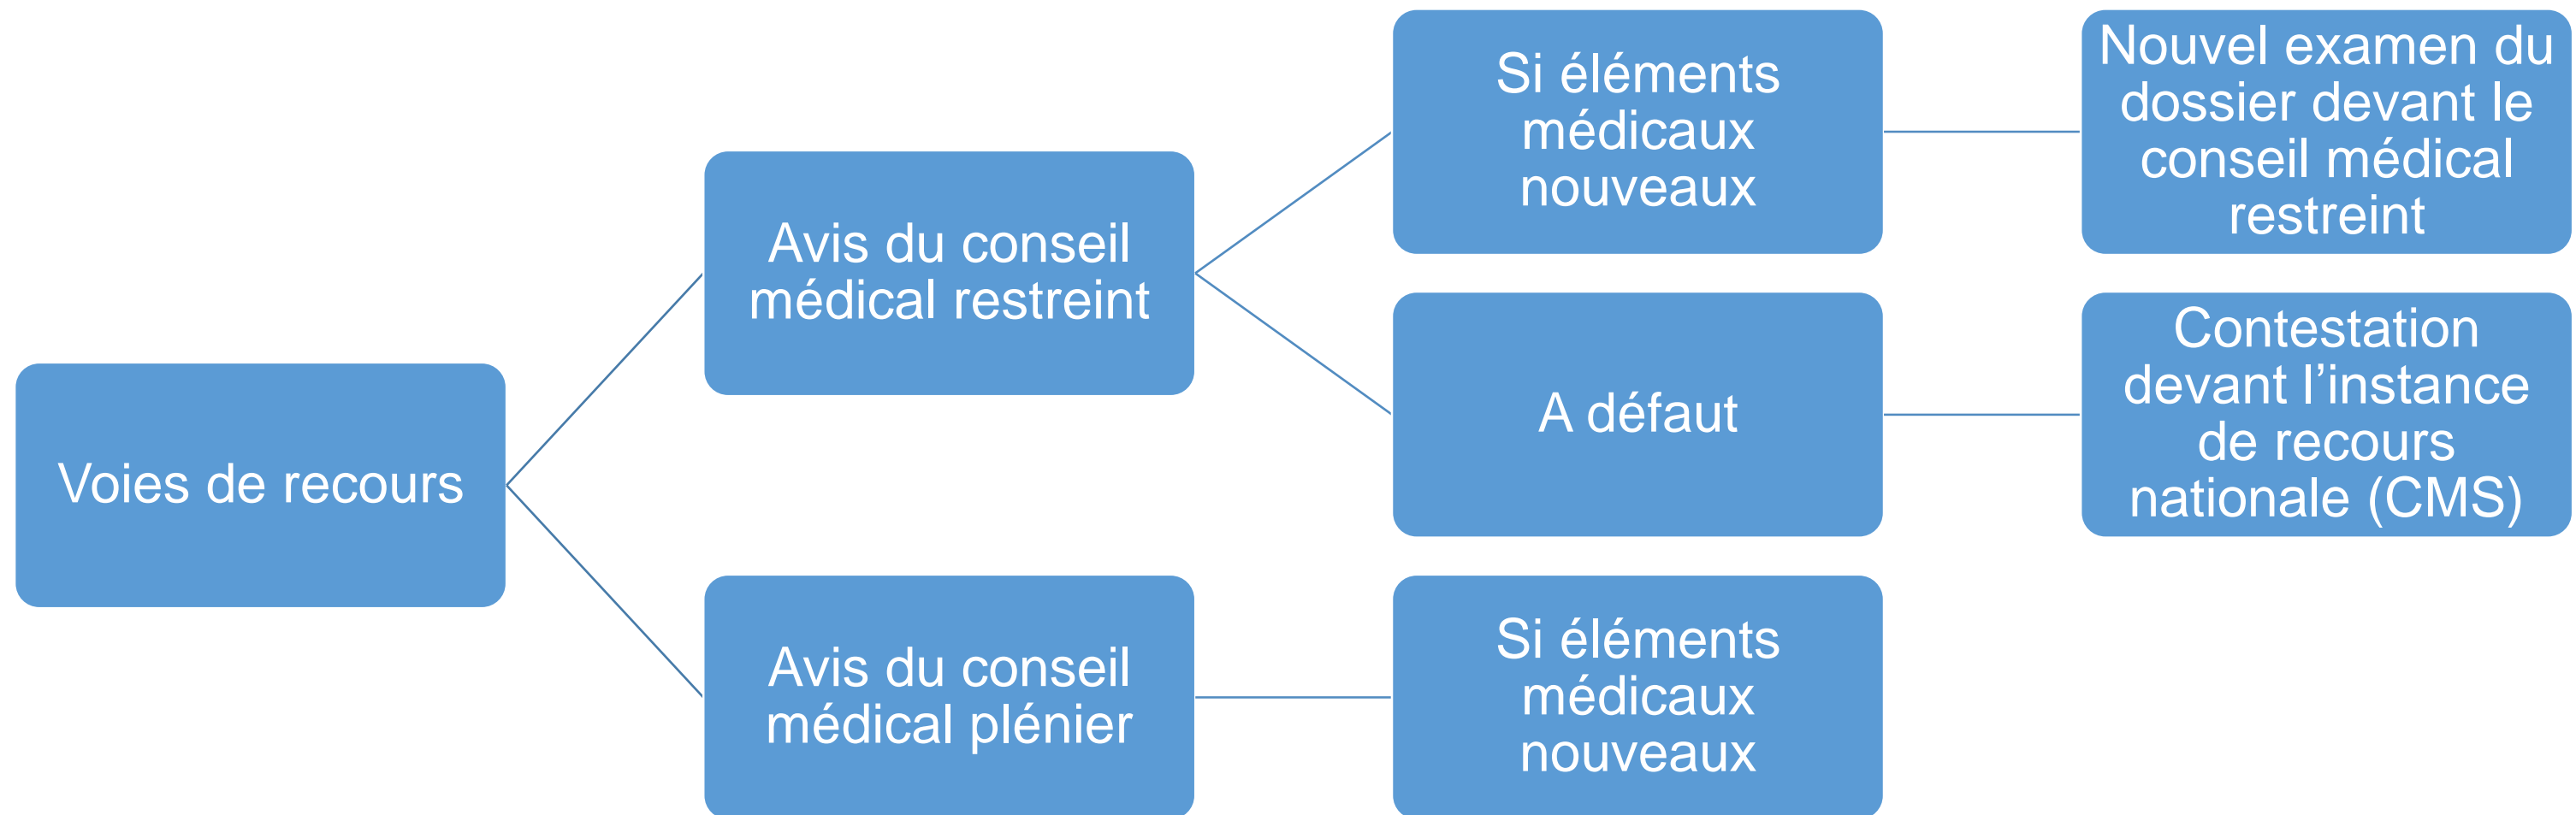 Voies de recours
Avis du conseil
médical restreint
Si éléments
médicaux
nouveaux
Nouvel examen du
dossier devant le
conseil médical
restreint
A défaut
Contestation
devant l’instance
de recours
nationale (CMS)
Avis du conseil
médical plénier
Si éléments
médicaux
nouveaux